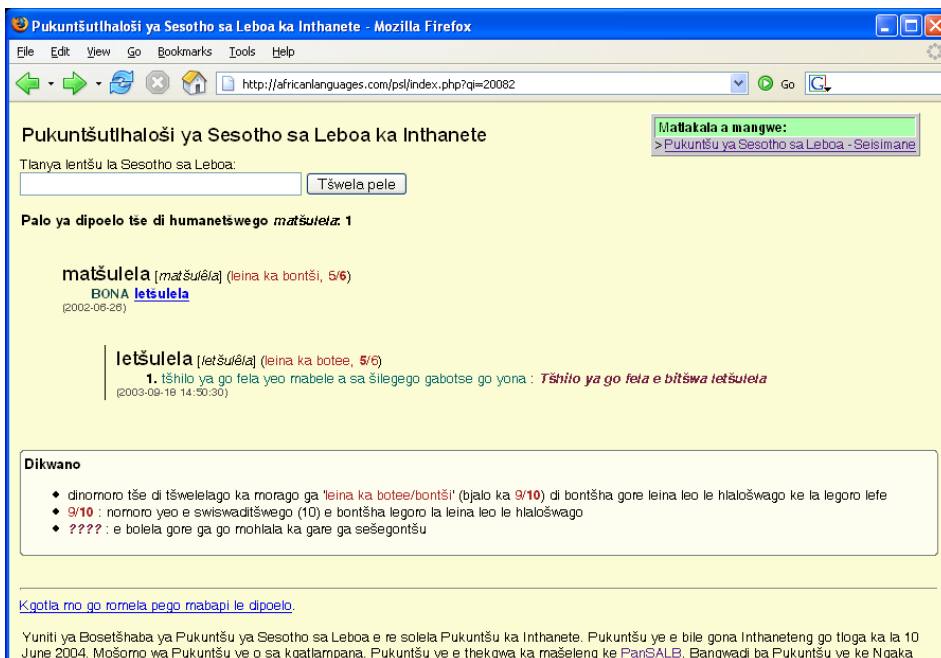 Pukuntšutlhaloši ya Sesotho sa Leboa ka Inthanete - Mozilla Firefox
File Edit View Go Bookmarks Tools Help
http://africanlanguages.com/psl/index.php?qi=20082 Go G
Pukuntšutlhaloši ya Sesotho sa Leboa ka Inthanete
Matlakala a mangwe:
>Pukuntšu ya Sesotho sa Leboa - Seisimane
Tlanya lentšu la Sesotho sa Leboa:
Tšwela pele
Palo ya dipoelo tše di humanetšwego matšulela: 1
matšulela [matšulêla] (leina ka bontši, 5/6)
BONA letšulela
(2002-06-26)
letšulela [letšulêla] (leina ka botee, 5/6)
1. tšhilo ya go fela yeo mabele a sa šilegego gabotse go yona : Tšhilo ya go fela e bitšwa letšulela
(2003-09-18 14:50:30)
Dikwano
• dinomoro tše di tšwelelago ka morago ga 'leina ka botee/bontši' (bjalo ka 9/10) di bontšha gore leina leo le hlalošwago ke la legoro lefe
• 9/10 : nomoro yeo e swiswaditšwego (10) e bontšha legoro la leina leo le hlalošwago
• ???? : e bolela gore ga go mohlala ka gare ga sešegontšu
Kgotla mo go romela pego mabapi le dipoelo.
Yuniti ya Bosetšhaba ya Pukuntšu ya Sesotho sa Leboa e re solela Pukuntšu ka Inthanete. Pukuntšu ye e bile gona Inthaneteng go tloga ka la 10
June 2004. Mošomo wa Pukuntšu ye o sa kgatlampana. Pukuntšu ye e thekgwa ka mašeleng ke PanSALB. Bangwadi ba Pukuntšu ye ke Ngaka